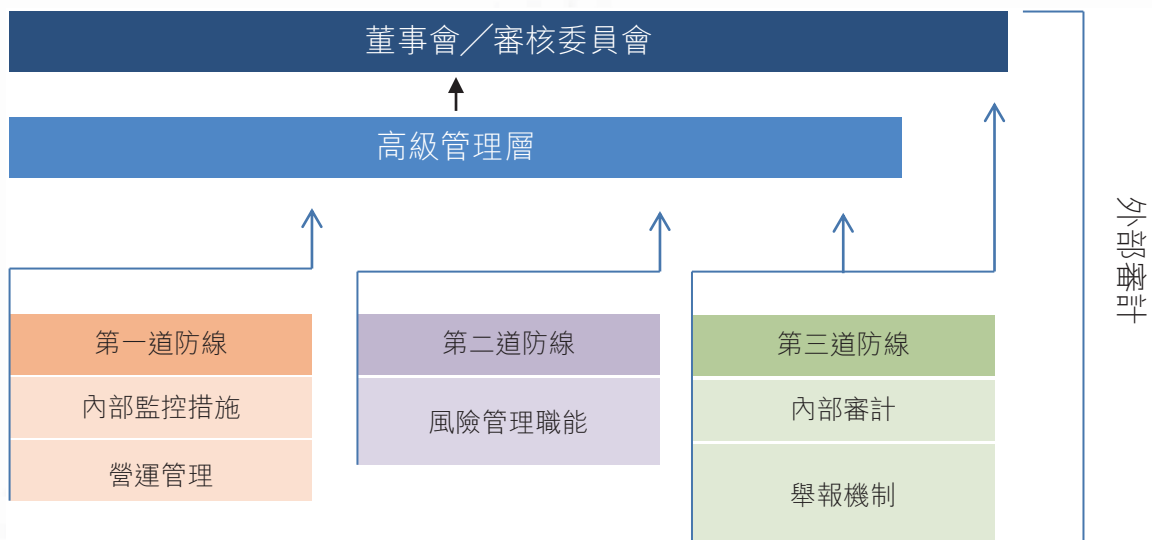 董事會／審核委員會
高級管理層
外部審計
第一道防線
內部監控措施
營運管理
第二道防線
風險管理職能
第三道防線
內部審計
舉報機制